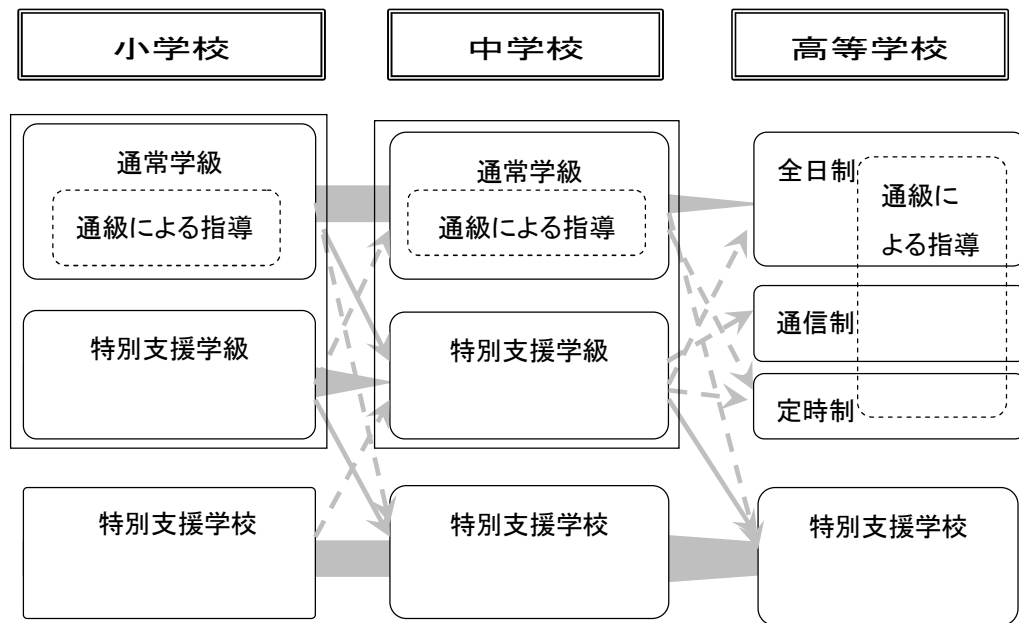 小学校
中学校
高等学校
通常学級
通級による指導
特別支援学級
特別支援学校
通常学級
通級による指導
特別支援学級
特別支援学校
全日制
通級に
よる指導
通信制
定時制
特別支援学校